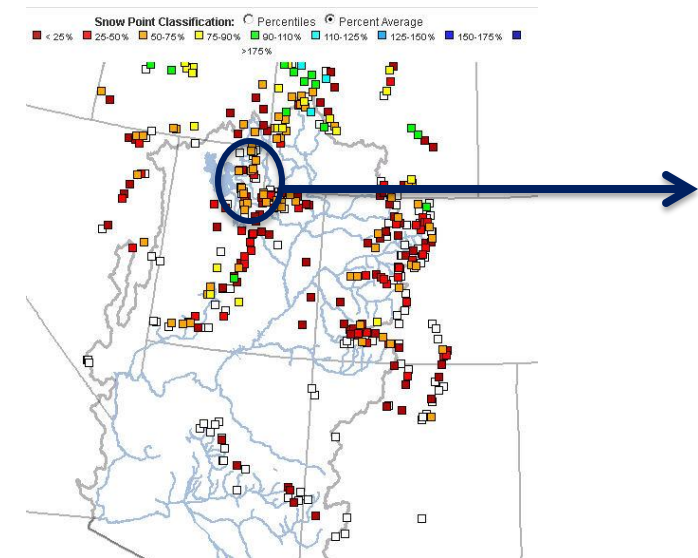 Snow Point Classification: Percentiles Percent Average
< 25% 25-50% 50-75% 75-90% 90-110% 110-125% 125-150% 150-175%
>175%